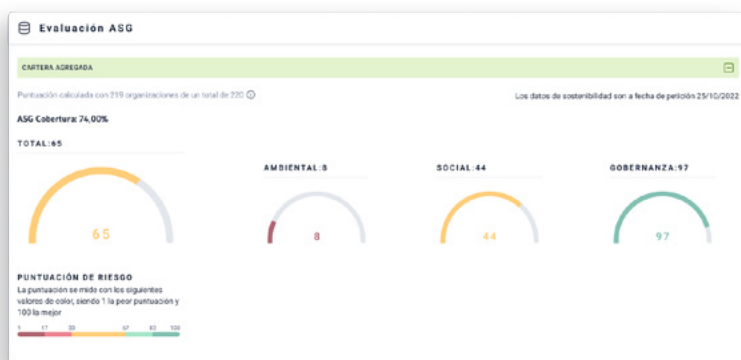 Evaluación ASG
CARTERA AGREGADA
Puntuación calculada con 219 organizaciones de un total de 220
Los datos de sostenibilidad son a fecha de petición 25/10/2022
ASG Cobertura: 74,00%
TOTAL:65
AMBIENTAL:8
SOCIAL:44
GOBERNANZA:97
65
8
44
97
PUNTUACIÓN DE RIESGO
La puntuación se mide con los siguientes
valores de color, siendo 1 la peor puntuación y
100 la mejor
1 17 33 67 83 100